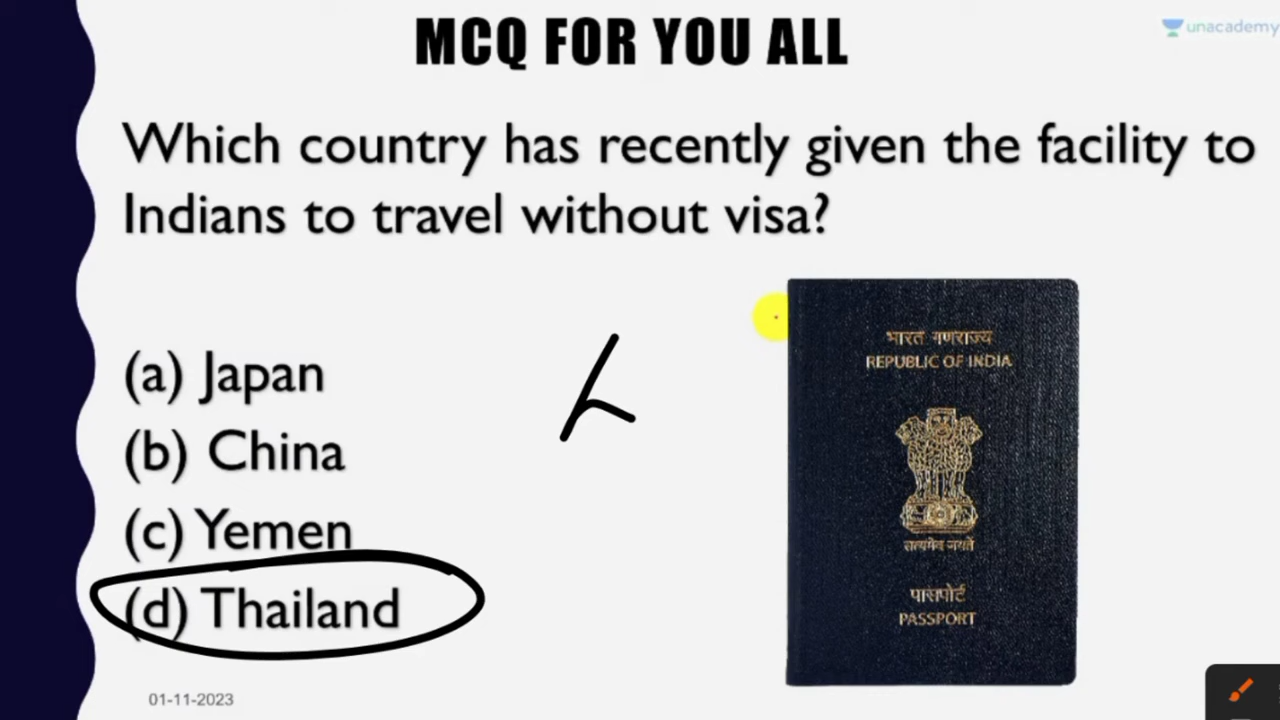 MCQ FOR YOU ALL
unacademy
Which country has recently given the facility to
Indians to travel without visa?
(a) Japan
(b) China
(c) Yemen
(d) Thailand
भारत गणराज्य
REPUBLIC OF INDIA
सत्यमेव जयते
पासपोर्ट
PASSPORT
01-11-2023